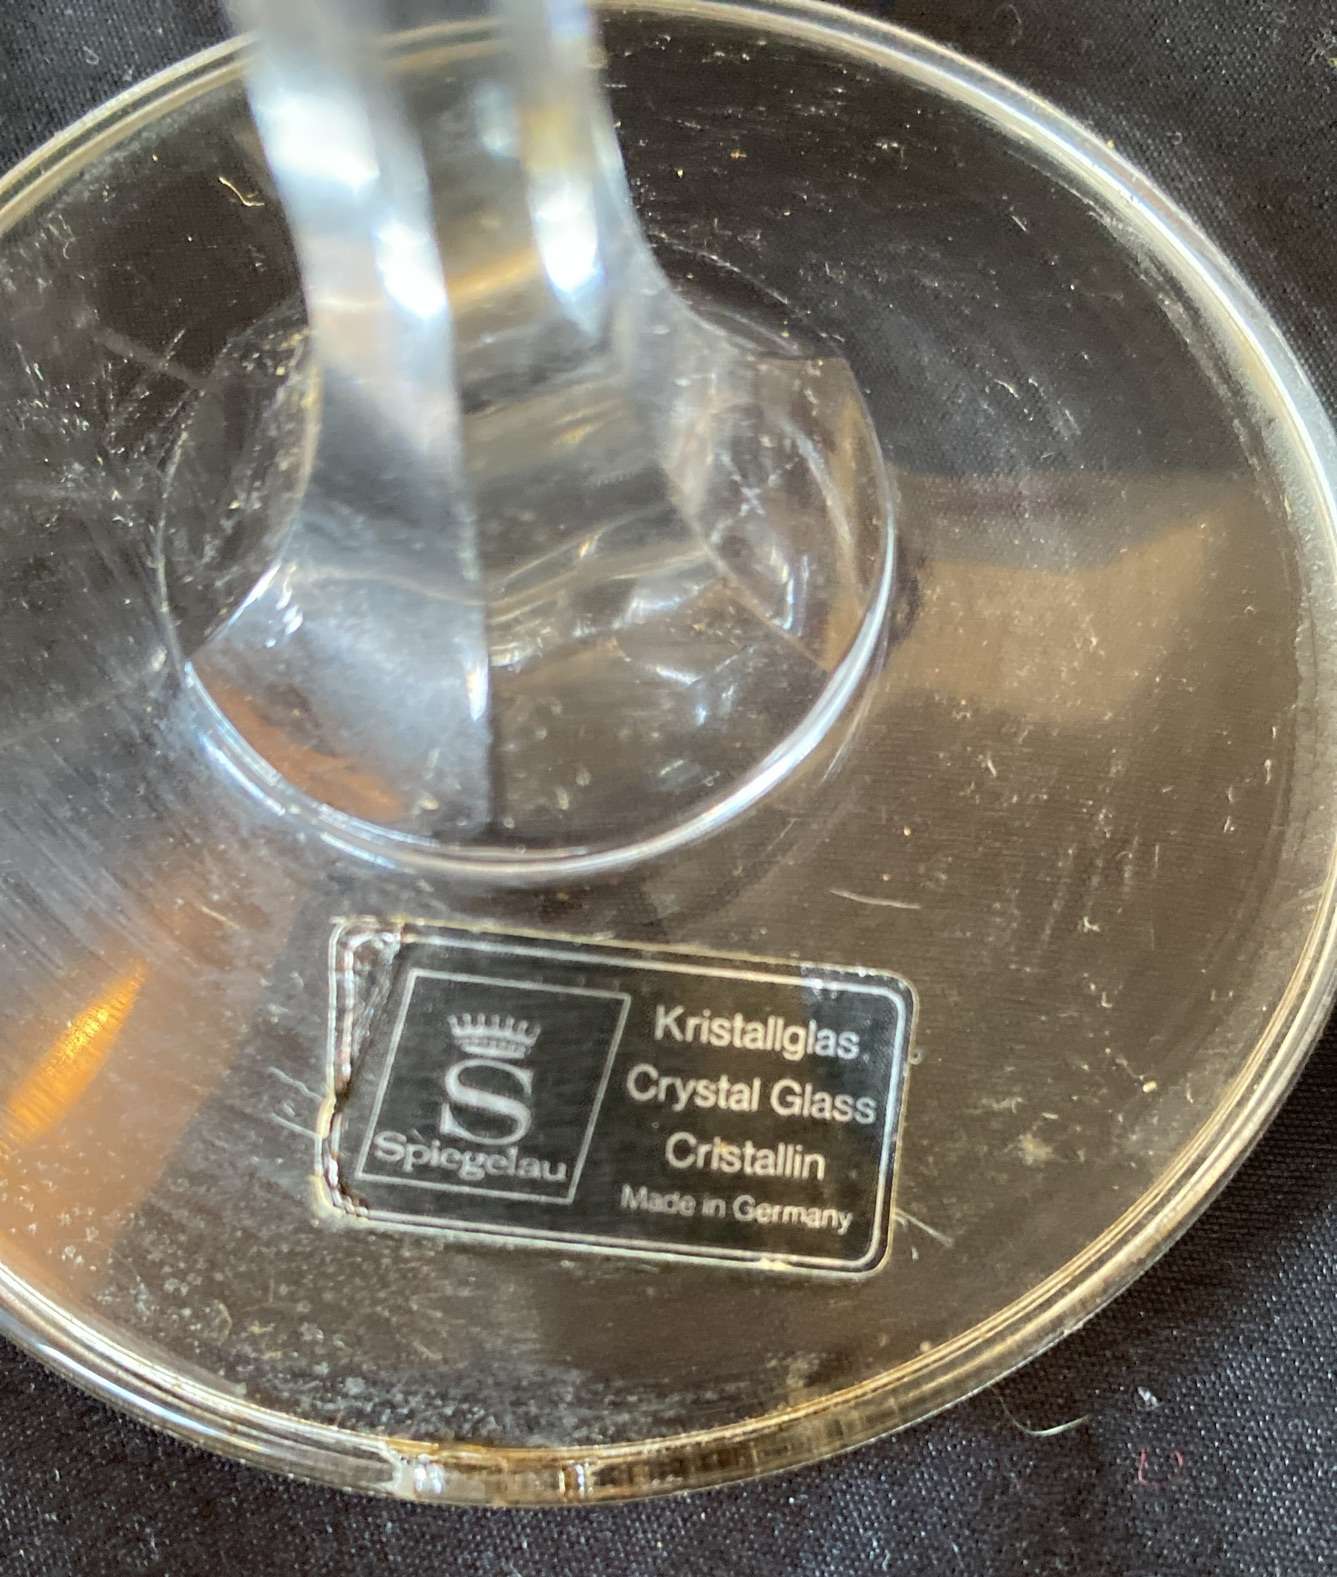 S
Spiegelau
Kristallglas
Crystal Glass
Cristallin
Made in Germany